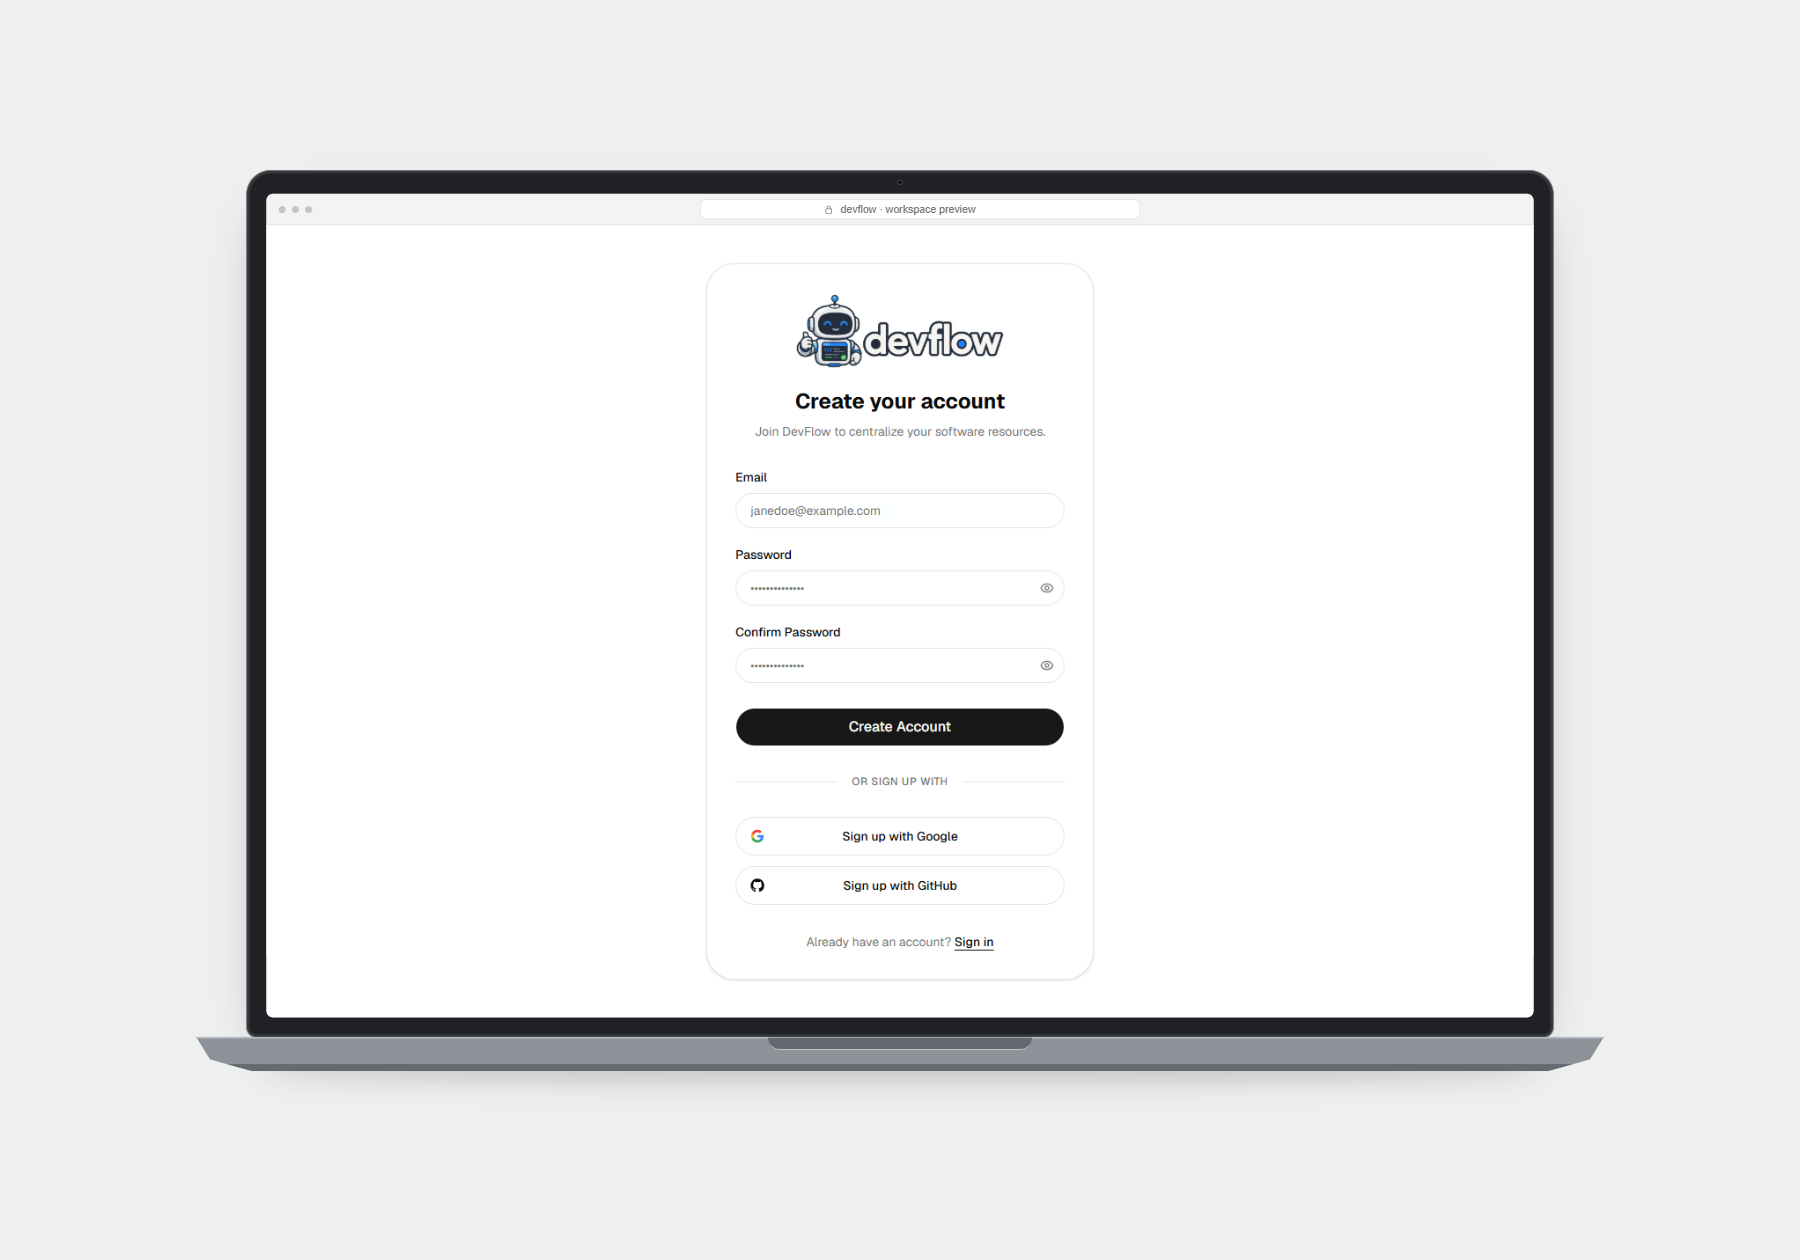 devflow · workspace preview
devflow
Create your account
Join DevFlow to centralize your software resources.
Email
janedoe@example.com
Password
••••••••••••••
Confirm Password
••••••••••••••
Create Account
OR SIGN UP WITH
Sign up with Google
Sign up with GitHub
Already have an account? Sign in